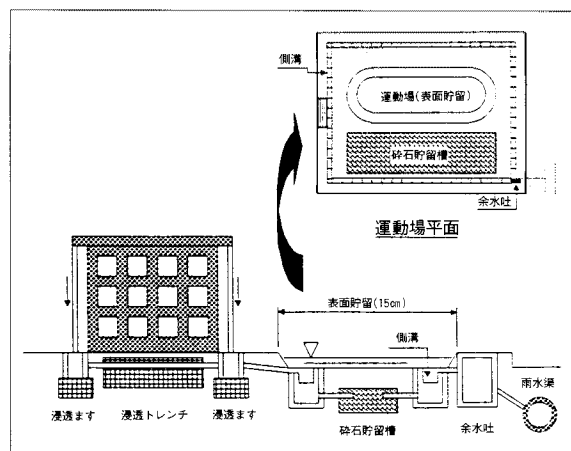 側溝
運動場(表面貯留)
砕石貯留槽
余水吐
運動場平面
表面貯留(15cm)
側溝
雨水渠
浸透ます
浸透トレンチ
浸透ます
砕石貯留槽
余水吐